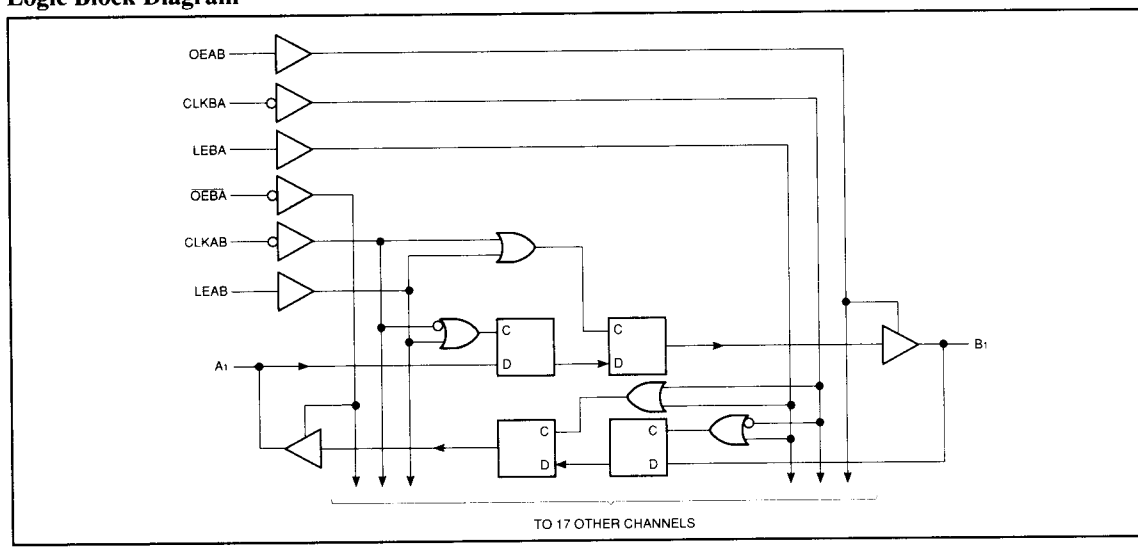 Logic Block Diagram
OEAB
CLKBA
LEBA
OEBA
CLKAB
LEAB
C
D
C
D
A1
B1
C
D
C
D
TO 17 OTHER CHANNELS